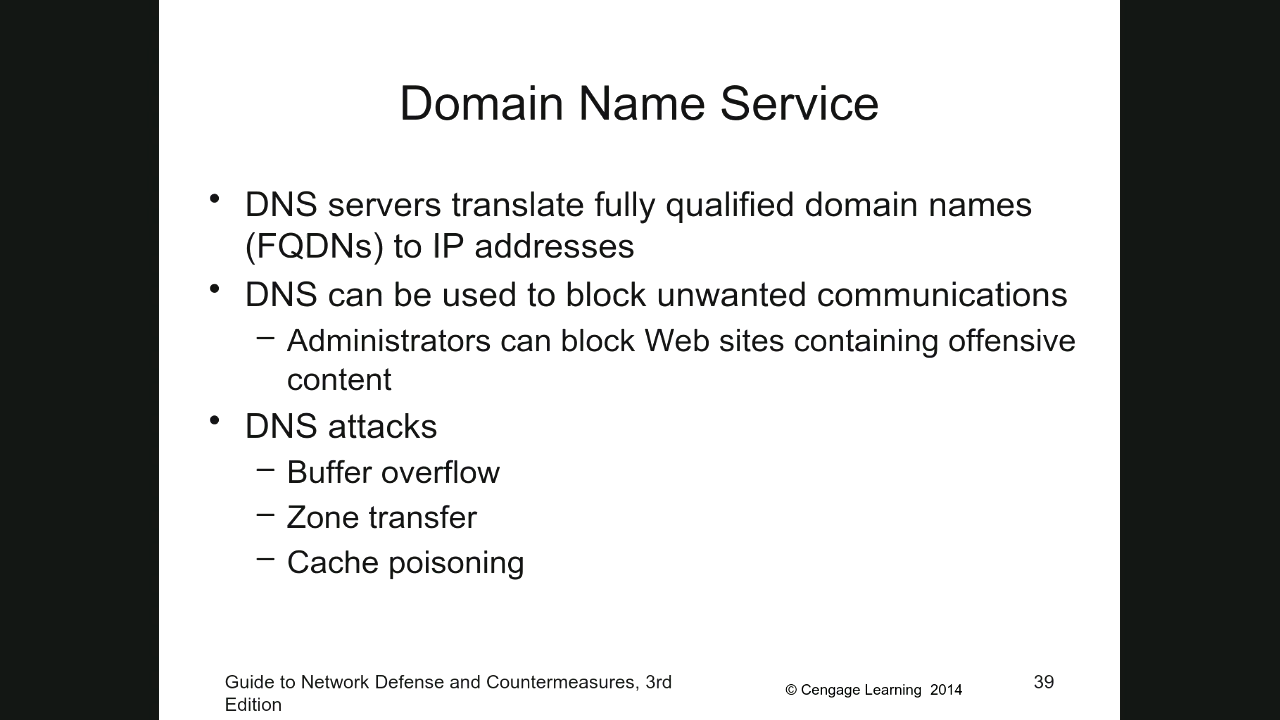 Domain Name Service
• DNS servers translate fully qualified domain names
(FQDNs) to IP addresses
• DNS can be used to block unwanted communications
– Administrators can block Web sites containing offensive
content
• DNS attacks
– Buffer overflow
– Zone transfer
– Cache poisoning
Guide to Network Defense and Countermeasures, 3rd
Edition
© Cengage Learning 2014
39